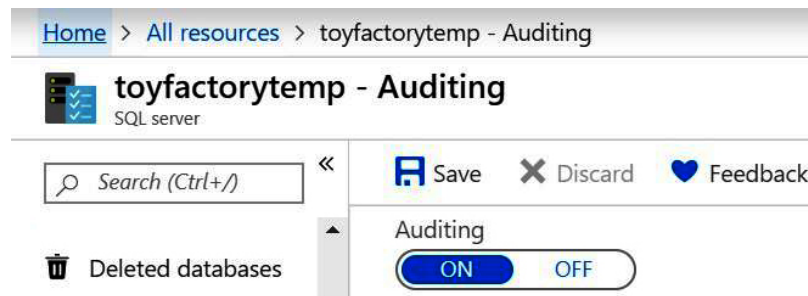 Home > All resources > toyfactorytemp - Auditing
toyfactorytemp - Auditing
SQL server
Search (Ctrl+/)
«
Save
Discard
Feedback
Auditing
Deleted databases
ON
OFF